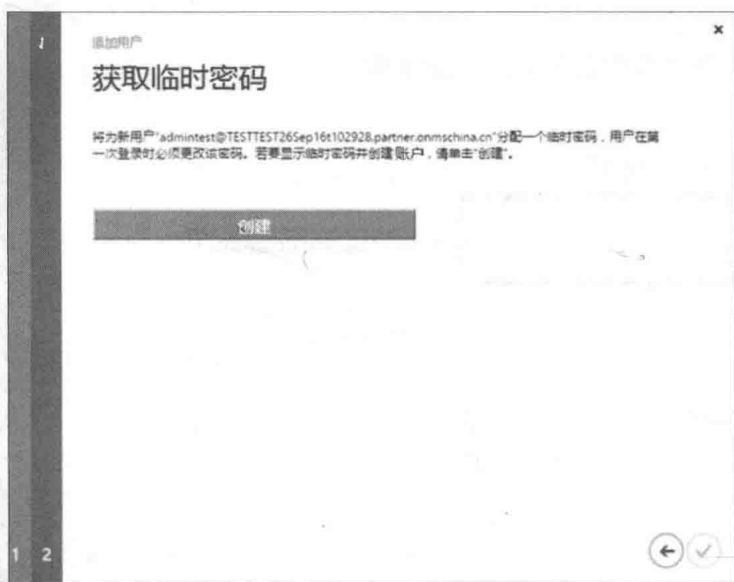 1
添加用户
×
获取临时密码
将为新用户"admintest@TESTTEST26Sep16t102928.partner.onmschina.cn"分配一个临时密码，用户在第
一次登录时必须更改该密码。若要显示临时密码并创建账户，请单击"创建"。
创建
1 2